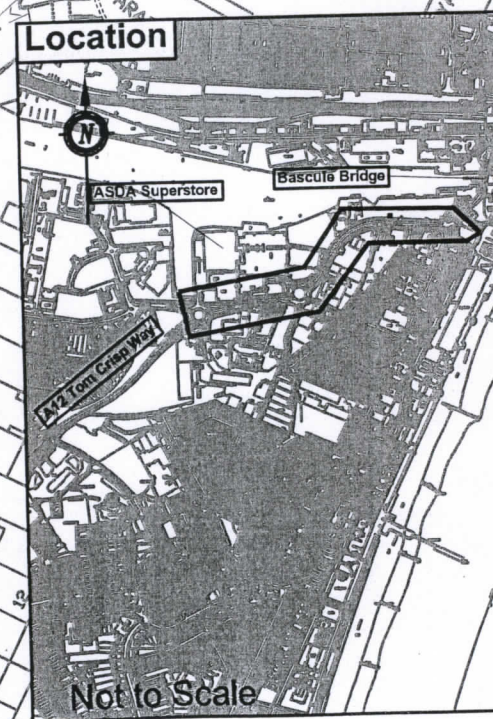 Location
N
ASDA Superstore
Bascule Bridge
A12 Tom Crisp Way
Not to Scale